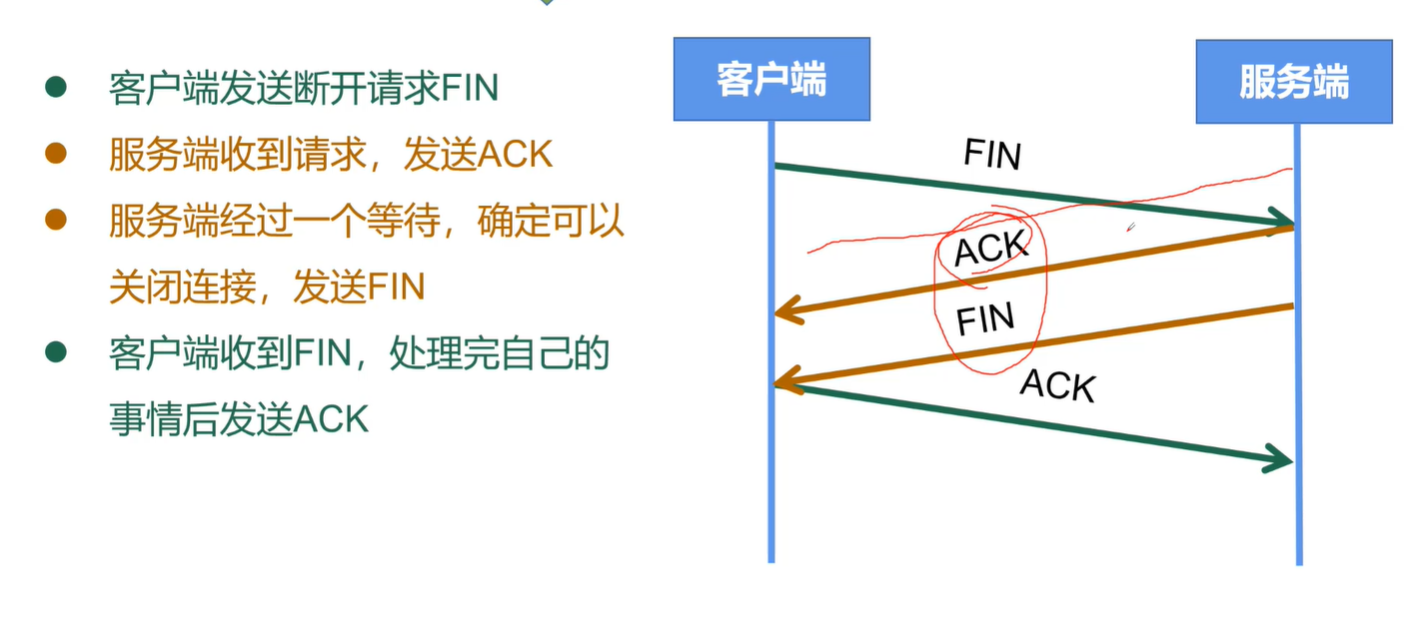 客户端发送断开请求FIN
服务端收到请求，发送ACK
服务端经过一个等待，确定可以
关闭连接，发送FIN
客户端收到FIN，处理完自己的
事情后发送ACK
客户端
服务端
FIN
ACK
FIN
ACK